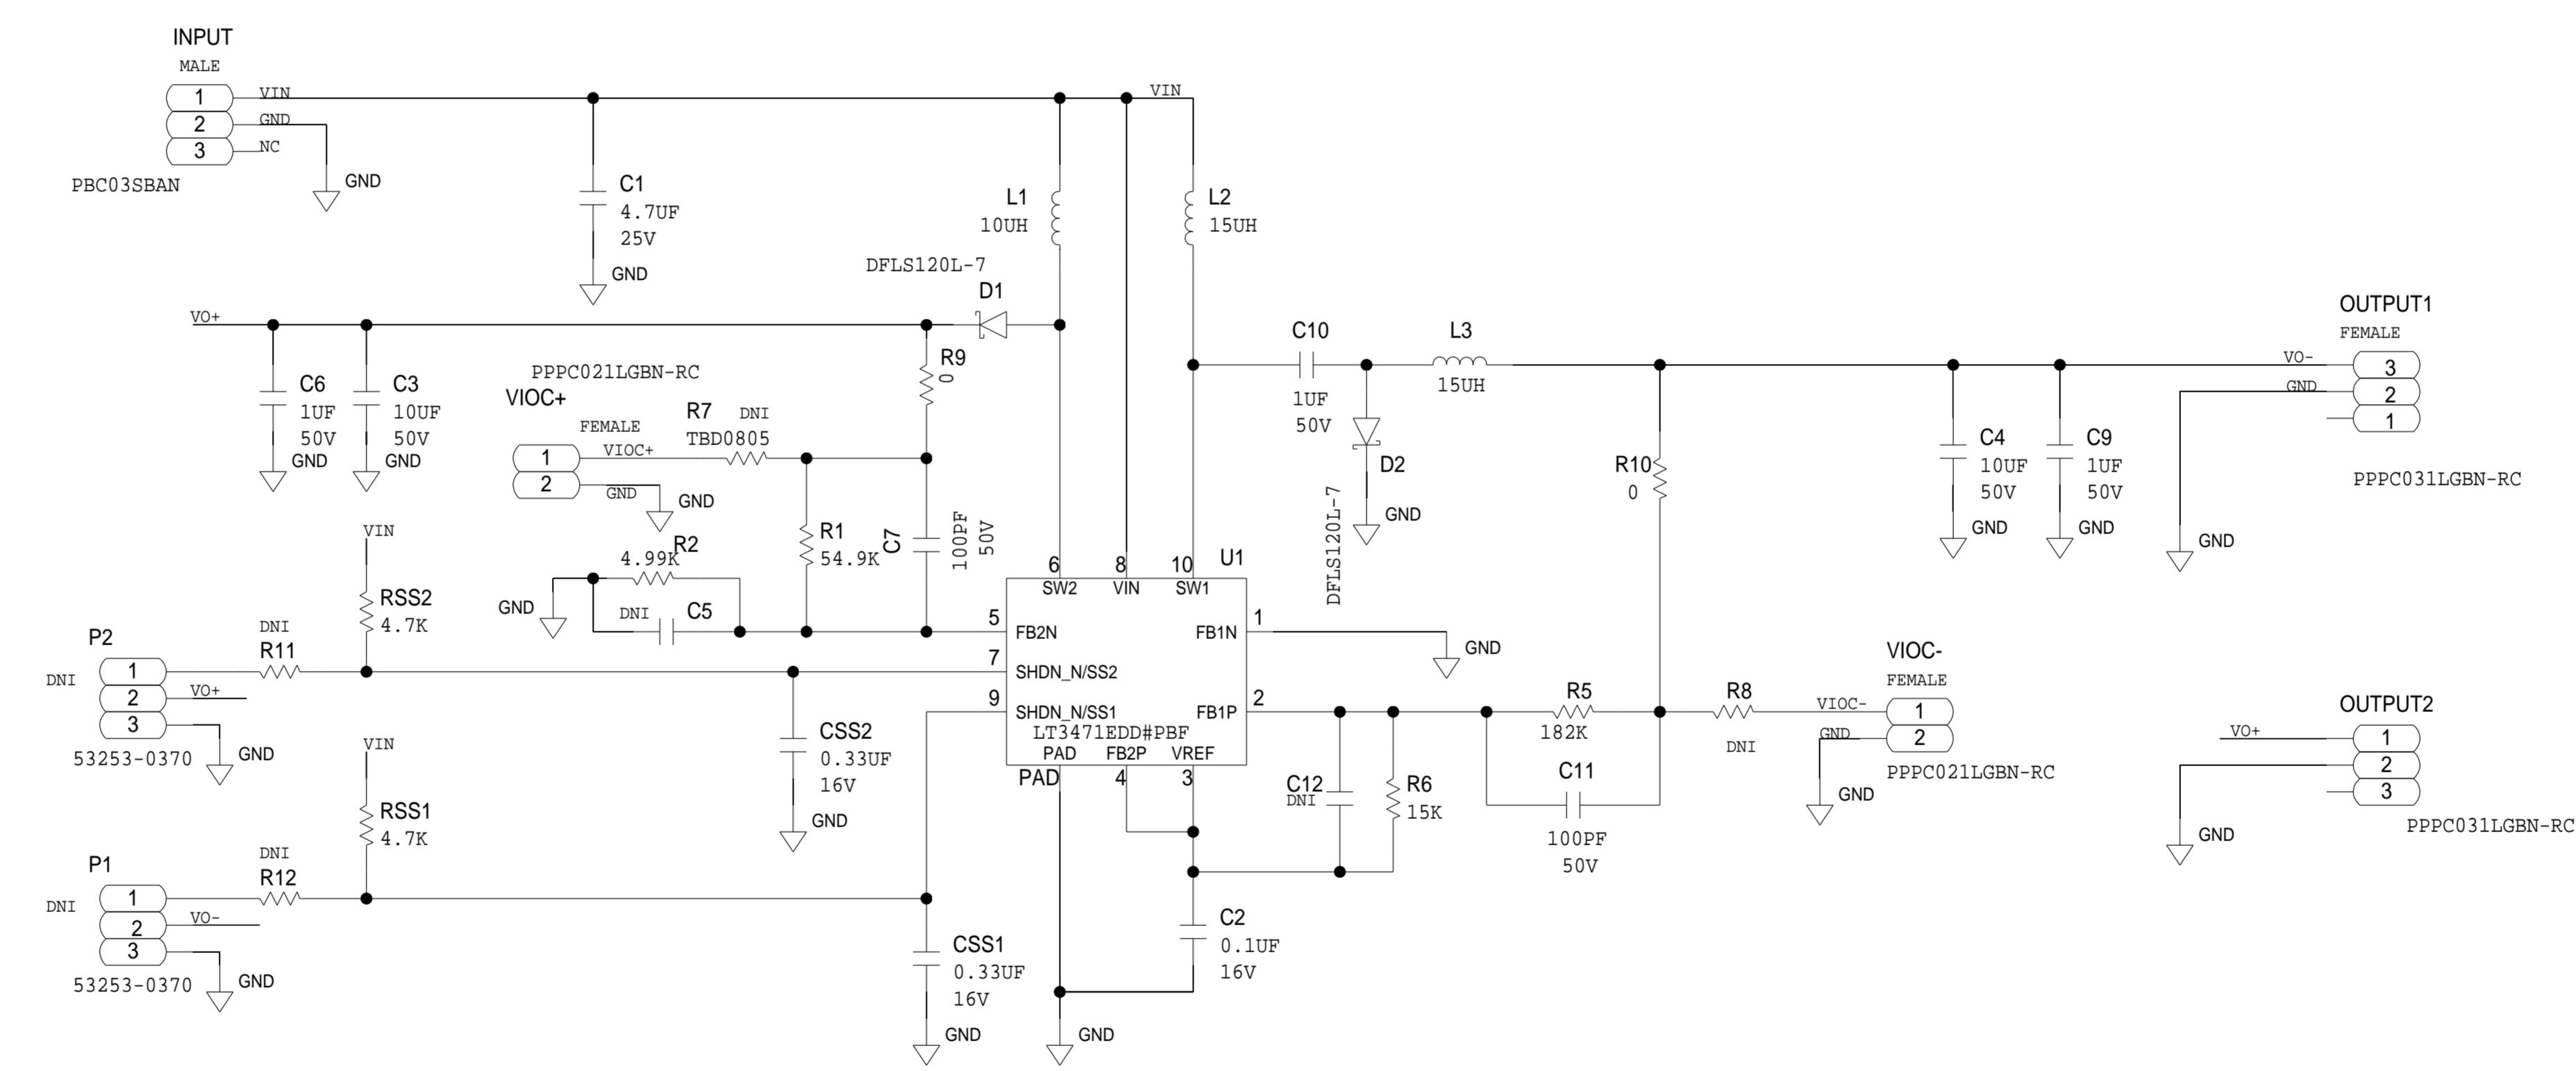 INPUT
MALE
1
2
3
VIN
GND
NC
GND
PBC03SBAN
C1
4.7UF
25V
GND
L1
10UH
VIN
L2
15UH
DFLS120L-7
D1
VO+
C6
1UF
50V
GND
C3
10UF
50V
GND
R9
0
PPPC021LGBN-RC
VIOC+
FEMALE
1
2
VIOC+
GND
GND
R7
DNI
TBD0805
R1
54.9K
C7
100PF
50V
R2
4.99K
GND
DNI
C5
C10
1UF
50V
L3
15UH
D2
DFLS120L-7
GND
R10
0
C4
10UF
50V
GND
C9
1UF
50V
GND
OUTPUT1
FEMALE
VO-
GND
3
2
1
PPPC031LGBN-RC
GND
U1
6
8
10
SW2
VIN
SW1
5
FB2N
7
SHDN_N/SS2
9
SHDN_N/SS1
1
FB1N
2
FB1P
LT3471EDD#PBF
PAD
FB2P
VREF
PAD
4
3
GND
VIN
RSS2
4.7K
P2
DNI
1
2
3
DNI
R11
VO+
GND
53253-0370
CSS2
0.33UF
16V
GND
VIN
RSS1
4.7K
P1
DNI
1
2
3
DNI
R12
VO-
GND
53253-0370
CSS1
0.33UF
16V
GND
C2
0.1UF
16V
GND
C12
DNI
R6
15K
R5
182K
C11
100PF
50V
R8
DNI
VIOC-
FEMALE
VIOC-
GND
1
2
PPPC021LGBN-RC
GND
OUTPUT2
VO+
1
2
3
PPPC031LGBN-RC
GND